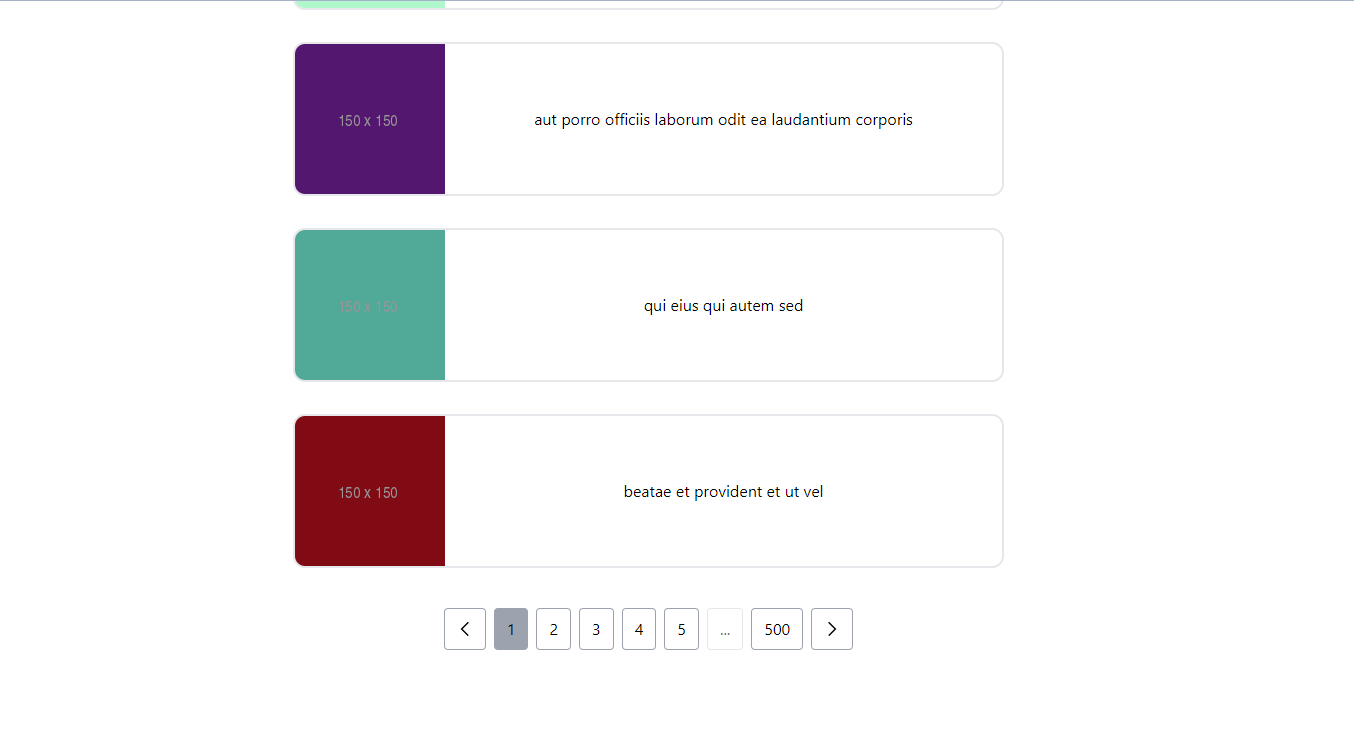 150 x 150
aut porro officiis laborum odit ea laudantium corporis
150 x 150
qui eius qui autem sed
150 x 150
beatae et provident et ut vel
1 2 3 4 5 ... 500